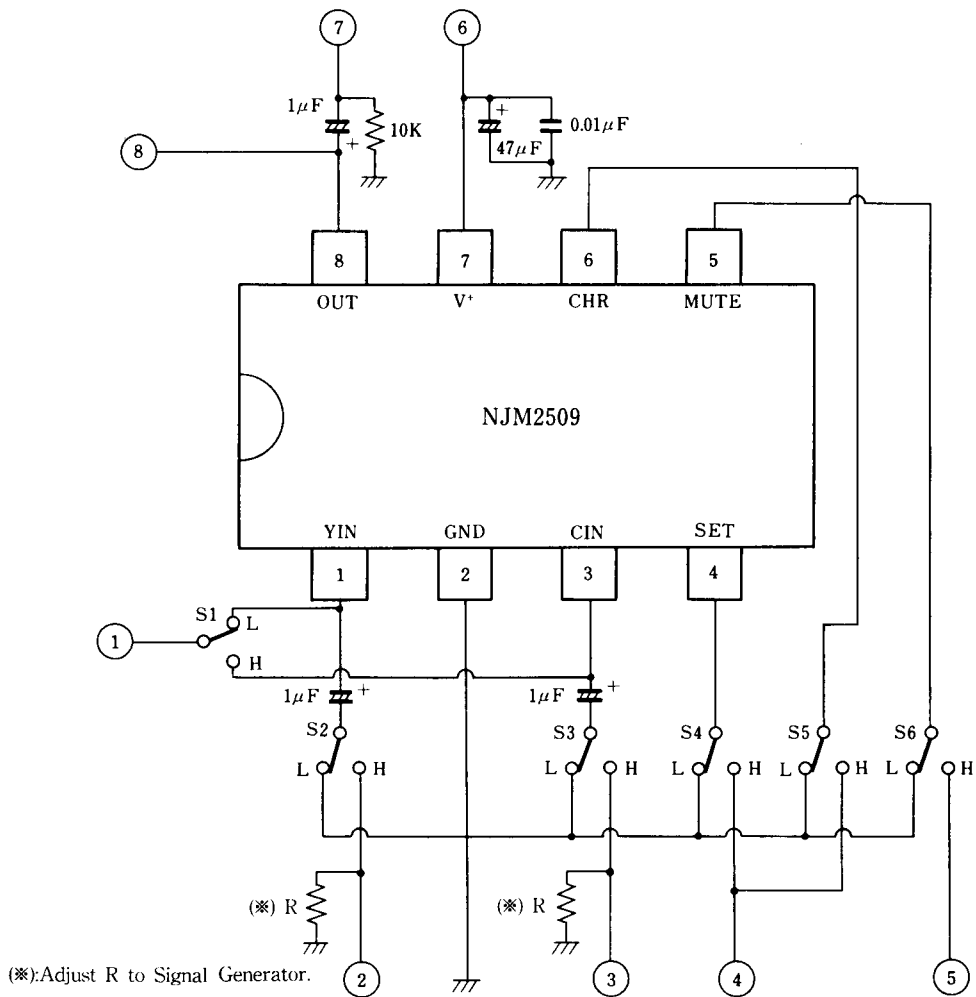 7 6
1μF 10K + 0.01μF
8 + 47μF
8 7 6 5
OUT V⁺ CHR MUTE
NJM2509
YIN GND CIN SET
1 2 3 4
1 S1 L
H
1μF + 1μF +
S2 S3 S4 S5 S6
L H L H L H L H L H
(※) R (※) R
(※):Adjust R to Signal Generator. 2 3 4 5